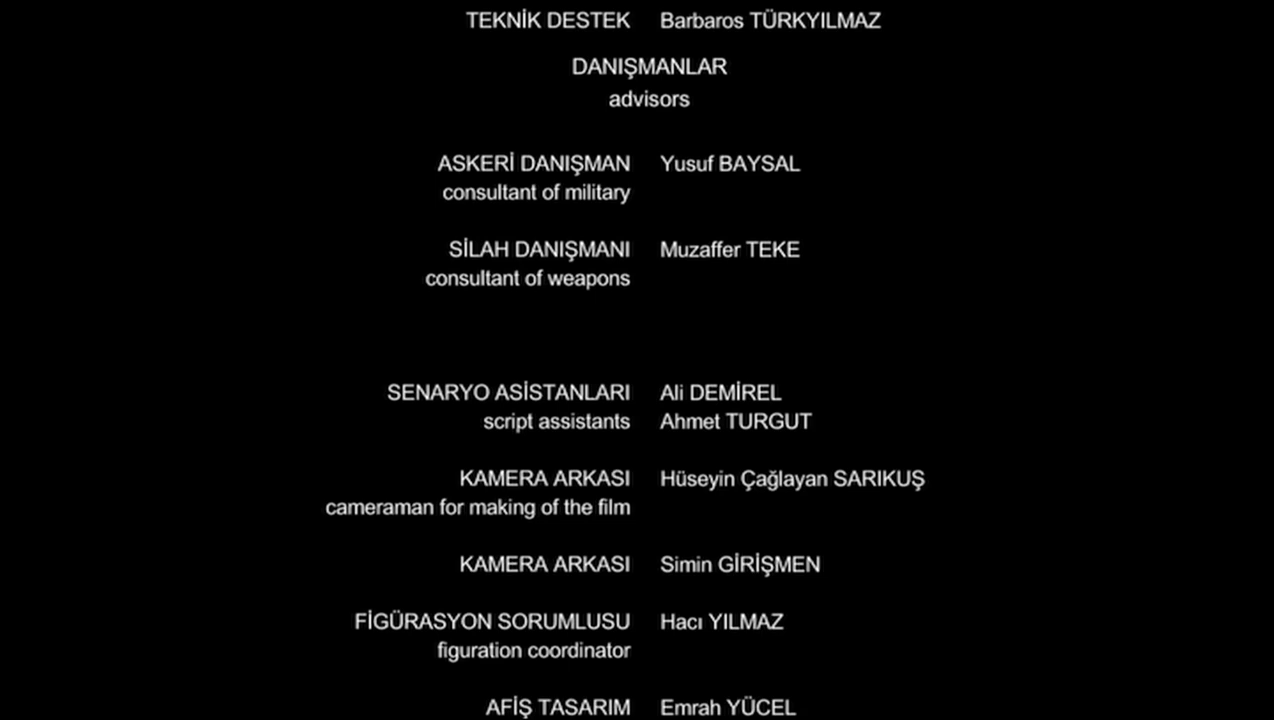 TEKNİK DESTEK Barbaros TÜRKYILMAZ
DANIŞMANLAR
advisors
ASKERİ DANIŞMAN Yusuf BAYSAL
consultant of military
SİLAH DANIŞMANI Muzaffer TEKE
consultant of weapons
SENARYO ASİSTANLARI Ali DEMİREL
script assistants Ahmet TURGUT
KAMERA ARKASI Hüseyin Çağlayan SARIKUŞ
cameraman for making of the film
KAMERA ARKASI Simin GİRİŞMEN
FİGÜRASYON SORUMLUSU Hacı YILMAZ
figuration coordinator
AFİŞ TASARIM Emrah YÜCEL